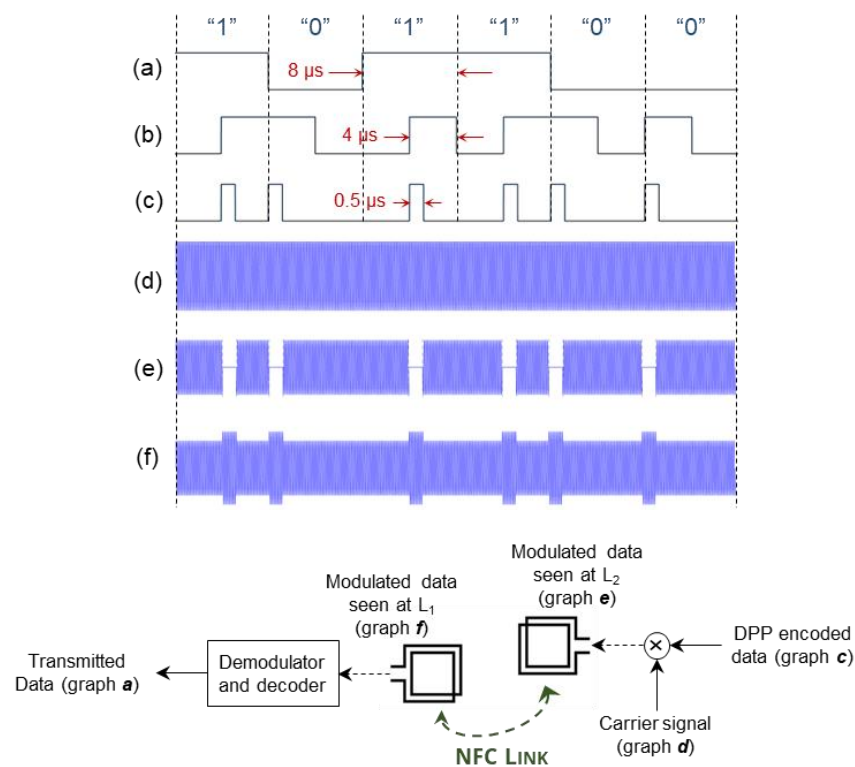 “1” “0” “1” “1” “0” “0”
(a)
8 µs
(b)
4 µs
(c)
0.5 µs
(d)
(e)
(f)
Modulated data
seen at L₂
(graph e)
Modulated data
seen at L₁
(graph f)
DPP encoded
data (graph c)
Transmitted
Data (graph a)
Demodulator
and decoder
Carrier signal
(graph d)
NFC LINK